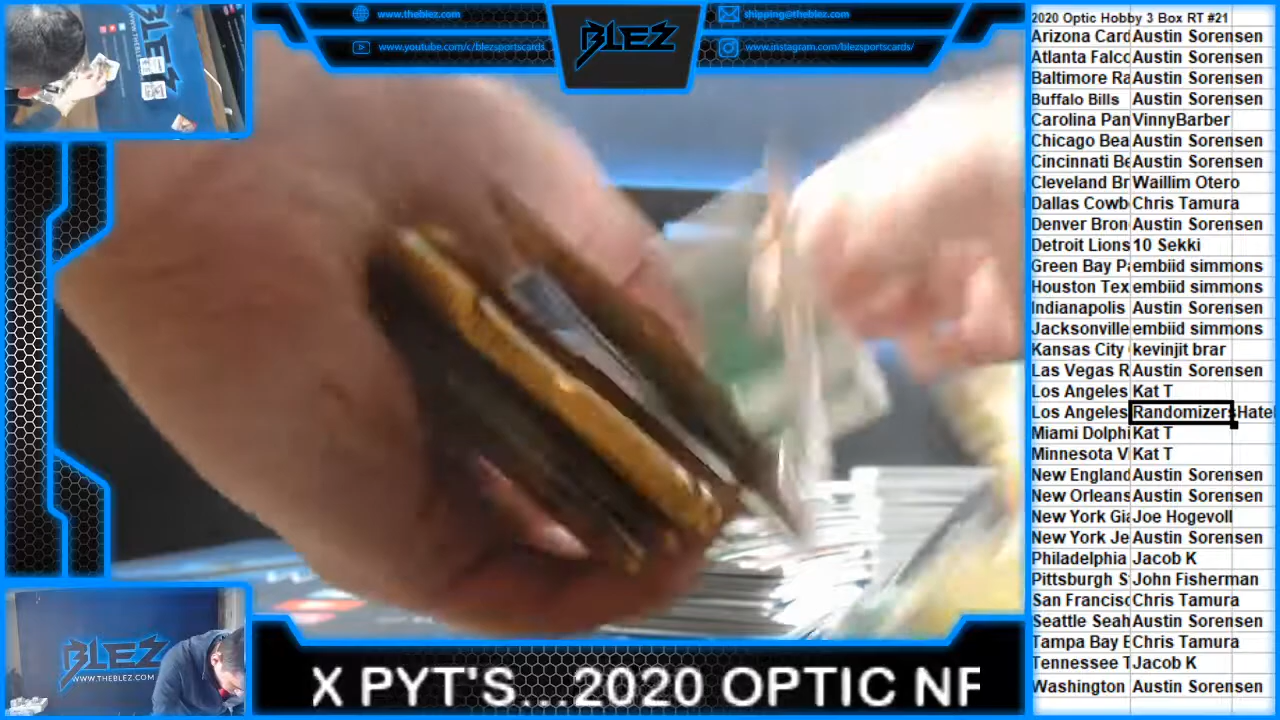 www.theblez.com
www.youtube.com/c/blezsportscards
BLEZ
shipping@theblez.com
www.instagram.com/blezsportscards/
2020 Optic Hobby 3 Box RT #21
Arizona Card Austin Sorensen
Atlanta Falco Austin Sorensen
Baltimore Ra Austin Sorensen
Buffalo Bills Austin Sorensen
Carolina Pan VinnyBarber
Chicago Bea Austin Sorensen
Cincinnati Be Austin Sorensen
Cleveland Br Waillim Otero
Dallas Cowb Chris Tamura
Denver Bron Austin Sorensen
Detroit Lions 10 Sekki
Green Bay Pa embiid simmons
Houston Tex embiid simmons
Indianapolis Austin Sorensen
Jacksonville embiid simmons
Kansas City kevinjit brar
Las Vegas R Austin Sorensen
Los Angeles Kat T
Los Angeles RandomizersHate
Miami Dolphi Kat T
Minnesota V Kat T
New England Austin Sorensen
New Orleans Austin Sorensen
New York Gia Joe Hogevoll
New York Je Austin Sorensen
Philadelphia Jacob K
Pittsburgh S John Fisherman
San Francisc Chris Tamura
Seattle Seah Austin Sorensen
Tampa Bay B Chris Tamura
Tennessee T Jacob K
Washington Austin Sorensen
BLEZ
WWW.THEBLEZ.COM
X PYT'S...2020 OPTIC NF